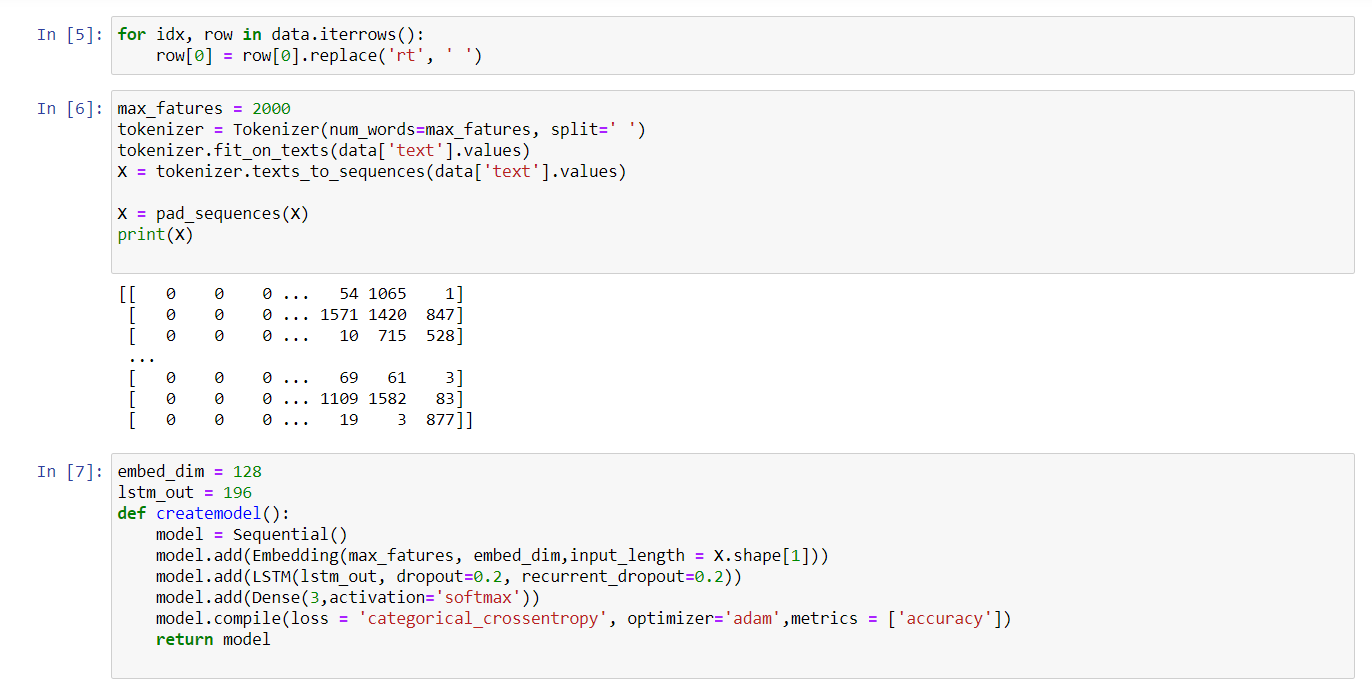 In [5]: for idx, row in data.iterrows():
    row[0] = row[0].replace('rt', ' ')
In [6]: max_fatures = 2000
tokenizer = Tokenizer(num_words=max_fatures, split=' ')
tokenizer.fit_on_texts(data['text'].values)
X = tokenizer.texts_to_sequences(data['text'].values)
X = pad_sequences(X)
print(X)
[[   0    0    0 ...   54 1065    1]
 [   0    0    0 ... 1571 1420  847]
 [   0    0    0 ...   10  715  528]
 ...
 [   0    0    0 ...   69   61    3]
 [   0    0    0 ... 1109 1582   83]
 [   0    0    0 ...   19    3  877]]
In [7]: embed_dim = 128
lstm_out = 196
def createmodel():
    model = Sequential()
    model.add(Embedding(max_fatures, embed_dim,input_length = X.shape[1]))
    model.add(LSTM(lstm_out, dropout=0.2, recurrent_dropout=0.2))
    model.add(Dense(3,activation='softmax'))
    model.compile(loss = 'categorical_crossentropy', optimizer='adam',metrics = ['accuracy'])
    return model